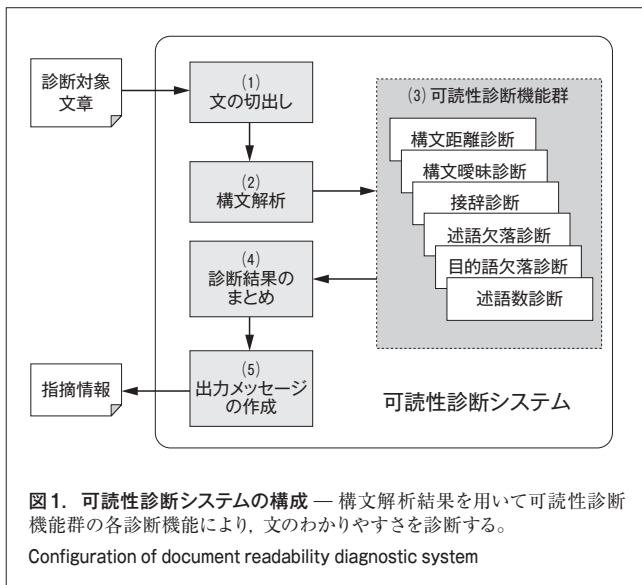 診断対象
文章
(1)
文の切出し
(2)
構文解析
(3) 可読性診断機能群
構文距離診断
構文曖昧診断
接辞診断
述語欠落診断
目的語欠落診断
述語数診断
(4)
診断結果の
まとめ
(5)
出力メッセージ
の作成
指摘情報
可読性診断システム
図1. 可読性診断システムの構成 — 構文解析結果を用いて可読性診断
機能群の各診断機能により, 文のわかりやすさを診断する。
Configuration of document readability diagnostic system